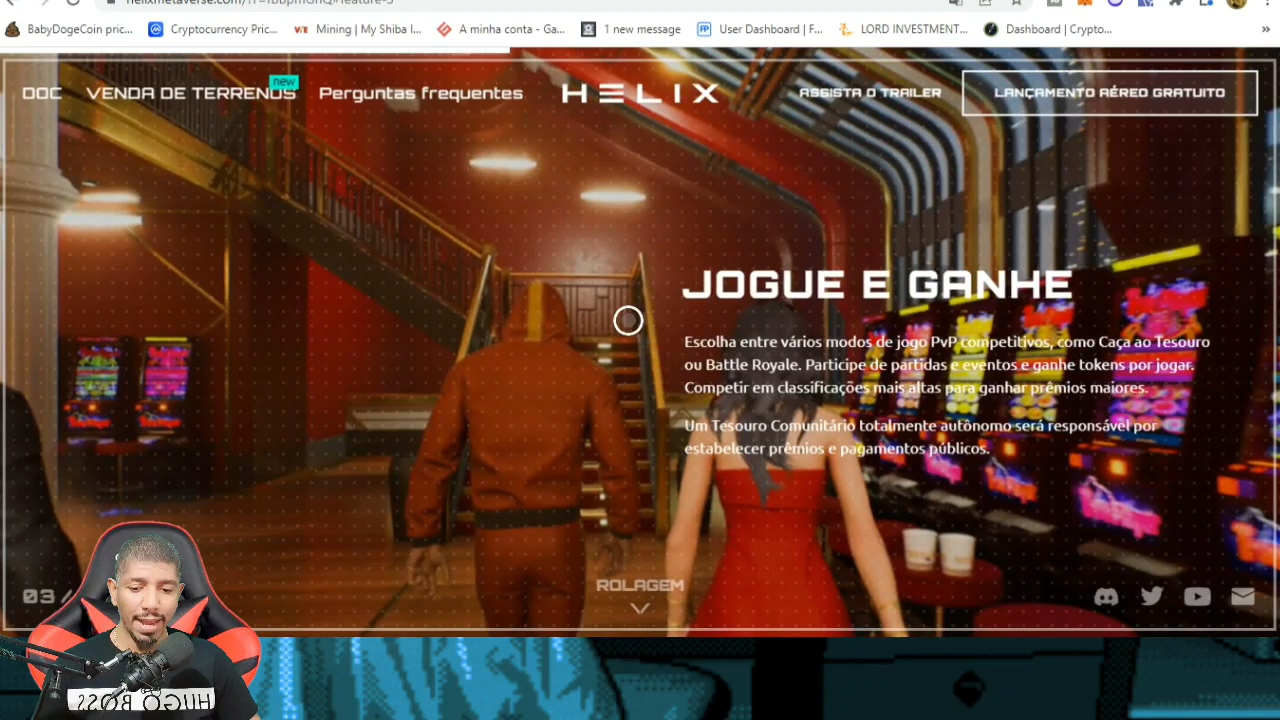 BabyDogeCoin pric...
Cryptocurrency Pric...
Mining | My Shiba I...
A minha conta - Ga...
1 new message
FP
User Dashboard | F...
LORD INVESTMENT...
Dashboard | Crypto...
»
DOC
VENDA DE TERRENOS
new
Perguntas frequentes
HELIX
ASSISTA O TRAILER
LANÇAMENTO AÉREO GRATUITO
JOGUE E GANHE
Escolha entre vários modos de jogo PvP competitivos, como Caça ao Tesouro
ou Battle Royale. Participe de partidas e eventos e ganhe tokens por jogar.
Competir em classificações mais altas para ganhar prêmios maiores.
Um Tesouro Comunitário totalmente autônomo será responsável por
estabelecer prêmios e pagamentos públicos.
ROLAGEM
03 /
HUGO BOSS